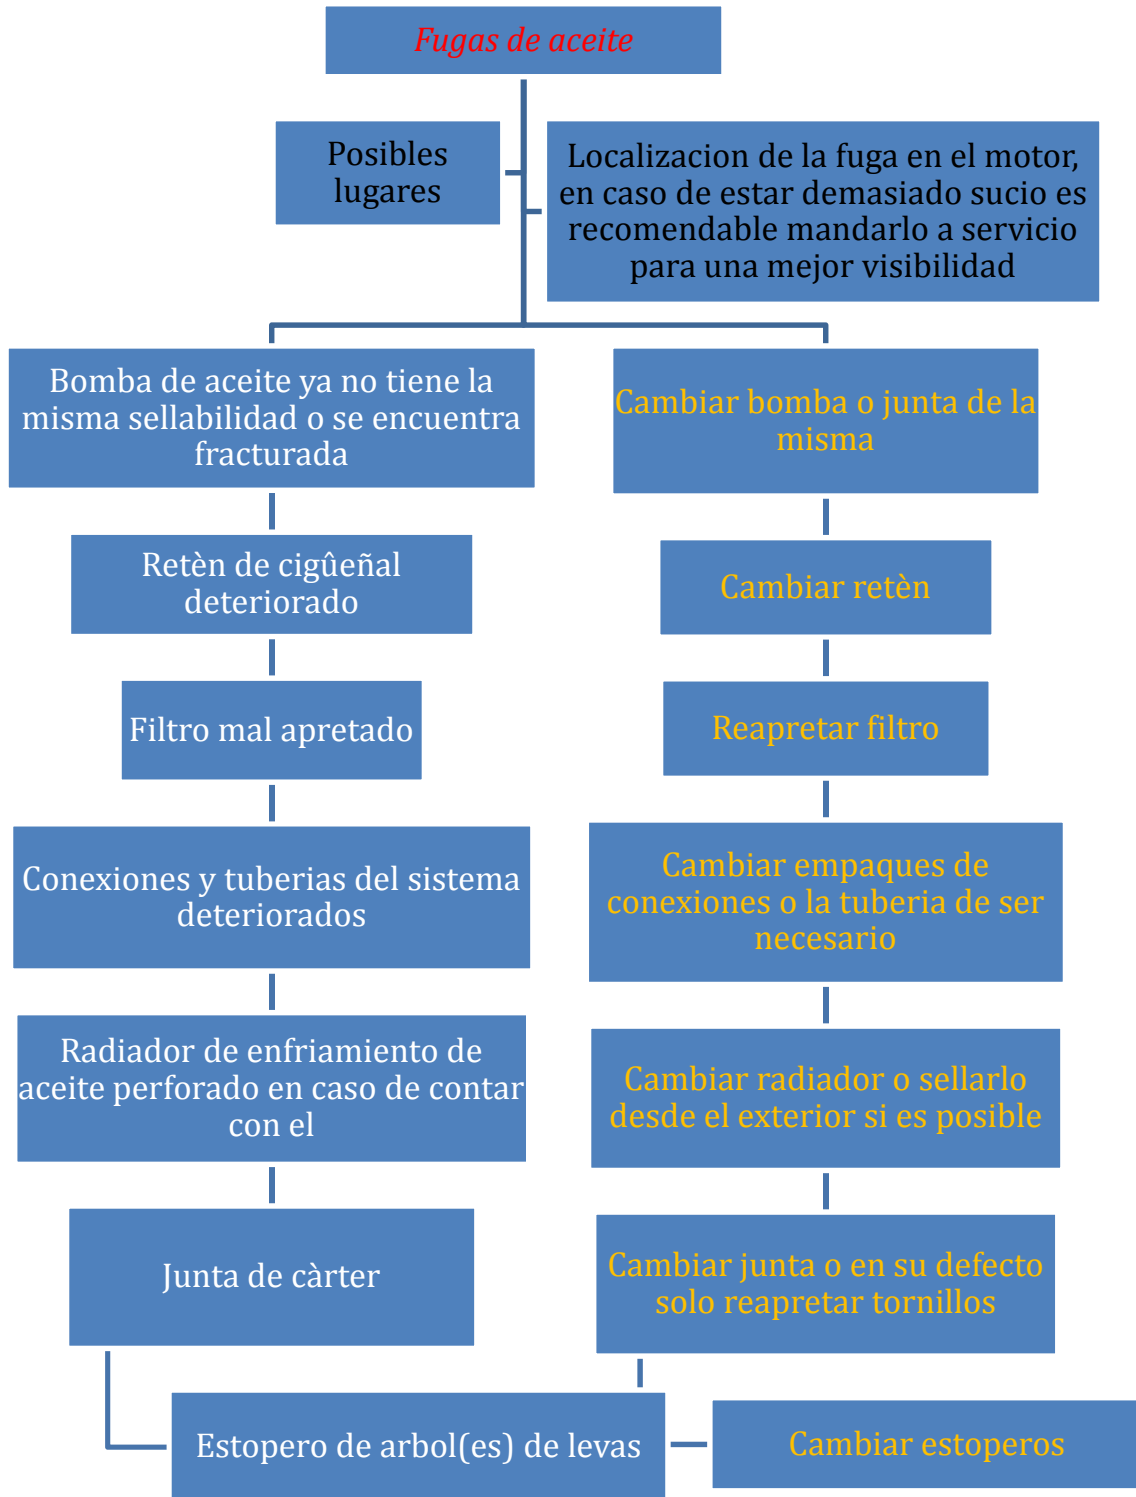 Fugas de aceite
Posibles
lugares
Localizacion de la fuga en el motor,
en caso de estar demasiado sucio es
recomendable mandarlo a servicio
para una mejor visibilidad
Bomba de aceite ya no tiene la
misma sellabilidad o se encuentra
fracturada
Cambiar bomba o junta de la
misma
Retèn de cigûeñal
deteriorado
Cambiar retèn
Filtro mal apretado
Reapretar filtro
Conexiones y tuberias del sistema
deteriorados
Cambiar empaques de
conexiones o la tuberia de ser
necesario
Radiador de enfriamiento de
aceite perforado en caso de contar
con el
Cambiar radiador o sellarlo
desde el exterior si es posible
Junta de càrter
Cambiar junta o en su defecto
solo reapretar tornillos
Estopero de arbol(es) de levas
Cambiar estoperos